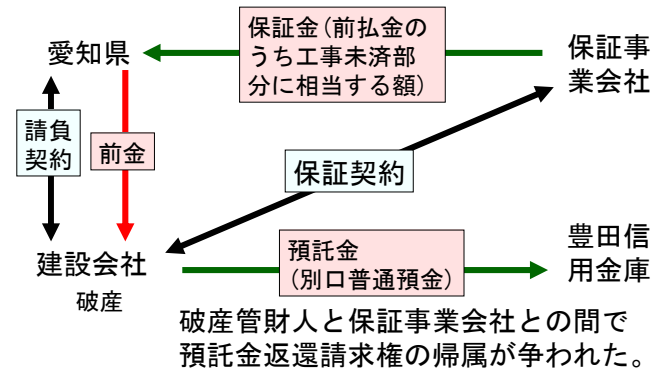 保証金(前払金の
うち工事未済部
分に相当する額)
愛知県
保証事
業会社
請負
契約
前金
保証契約
建設会社
破産
預託金
(別口普通預金)
豊田信
用金庫
破産管財人と保証事業会社との間で
預託金返還請求権の帰属が争われた。